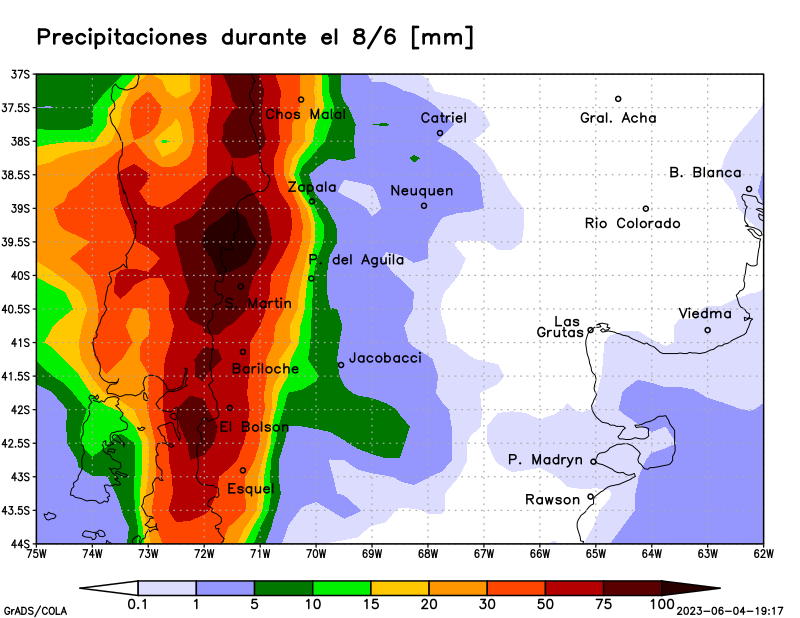 Precipitaciones durante el 8/6 [mm]
37S
37.5S
Chos Malal
Catriel
Gral. Acha
38S
B. Blanca
38.5S
Zapala
Neuquen
39S
Rio Colorado
39.5S
P. del Aguila
40S
S. Martin
40.5S
Viedma
Las
Grutas
41S
Jacobacci
Bariloche
41.5S
42S
El Bolson
42.5S
P. Madryn
43S
Esquel
Rawson
43.5S
44S
75W 74W 73W 72W 71W 70W 69W 68W 67W 66W 65W 64W 63W 62W
0.1 1 5 10 15 20 30 50 75 100
GrADS/COLA
2023-06-04-19:17